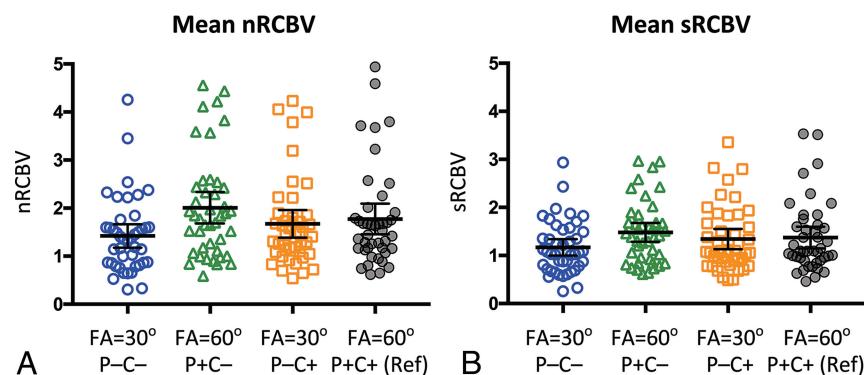 Mean nRCBV
5
4
3
2
1
0
nRCBV
FA=30° FA=60° FA=30° FA=60°
P−C− P+C− P−C+ P+C+ (Ref)
A
Mean sRCBV
5
4
3
2
1
0
sRCBV
FA=30° FA=60° FA=30° FA=60°
P−C− P+C− P−C+ P+C+ (Ref)
B